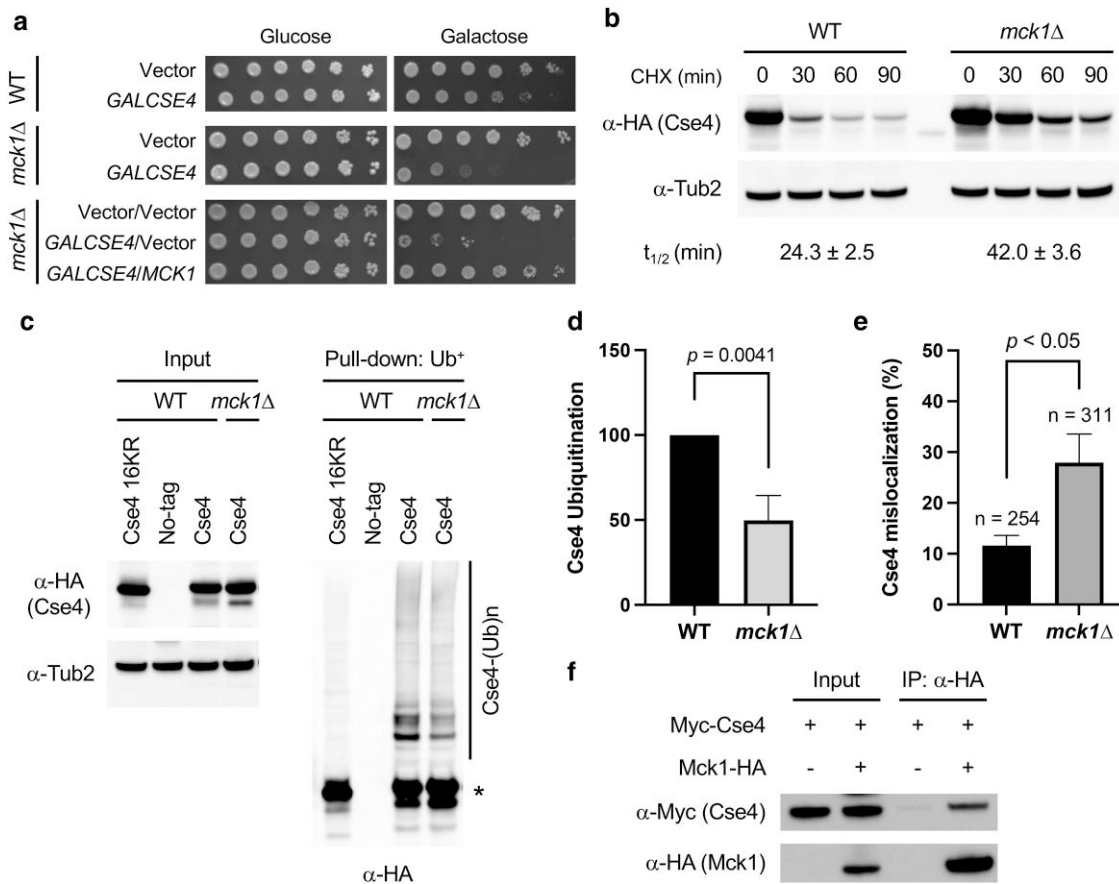 a
Glucose Galactose
WT
Vector
GALCSE4
mck1Δ
Vector
GALCSE4
mck1Δ
Vector/Vector
GALCSE4/Vector
GALCSE4/MCK1
b
WT mck1Δ
CHX (min) 0 30 60 90 0 30 60 90
α-HA (Cse4)
α-Tub2
t1/2 (min) 24.3 ± 2.5 42.0 ± 3.6
c
Input Pull-down: Ub+
WT mck1Δ WT mck1Δ
Cse4 16KR No-tag Cse4 Cse4 Cse4 16KR No-tag Cse4 Cse4
α-HA
(Cse4)
α-Tub2
Cse4-(Ub)n
*
α-HA
d
p = 0.0041
Cse4 Ubiquitination
100
50
0
WT mck1Δ
e
p < 0.05
Cse4 mislocalization (%)
50
40
30
20
10
0
n = 311
n = 254
WT mck1Δ
f
Input IP: α-HA
Myc-Cse4 + + + +
Mck1-HA - + - +
α-Myc (Cse4)
α-HA (Mck1)